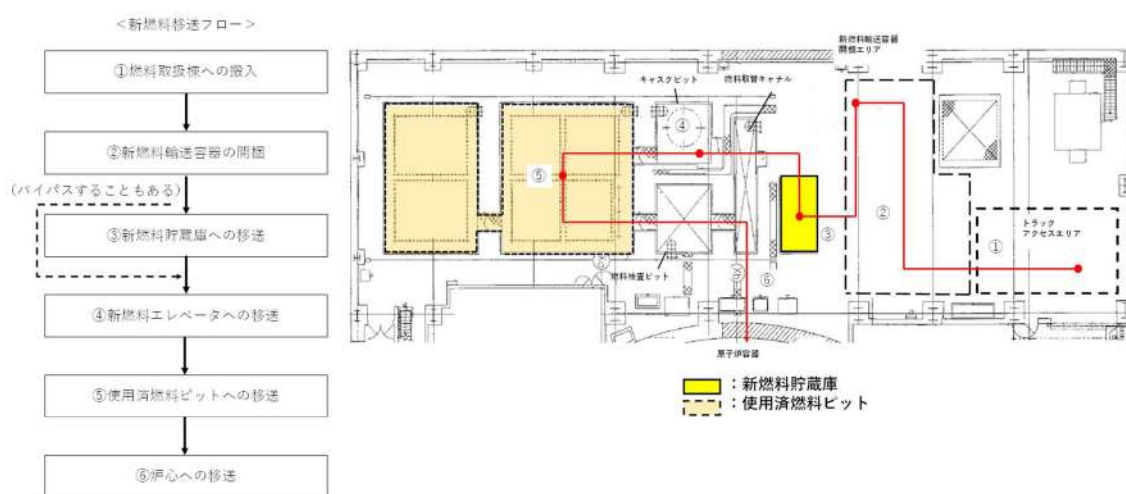 ＜新燃料移送フロー＞
①燃料取扱棟への搬入
②新燃料輸送容器の開梱
(バイパスすることもある)
③新燃料貯蔵庫への移送
④新燃料エレベータへの移送
⑤使用済燃料ピットへの移送
⑥炉心への移送
新燃料輸送容器
開梱エリア
キャスクピット
燃料取替キャナル
④
⑤
②
③
①
トラック
アクセスエリア
燃料検査ピット
⑥
原子炉容器
：新燃料貯蔵庫
：使用済燃料ピット